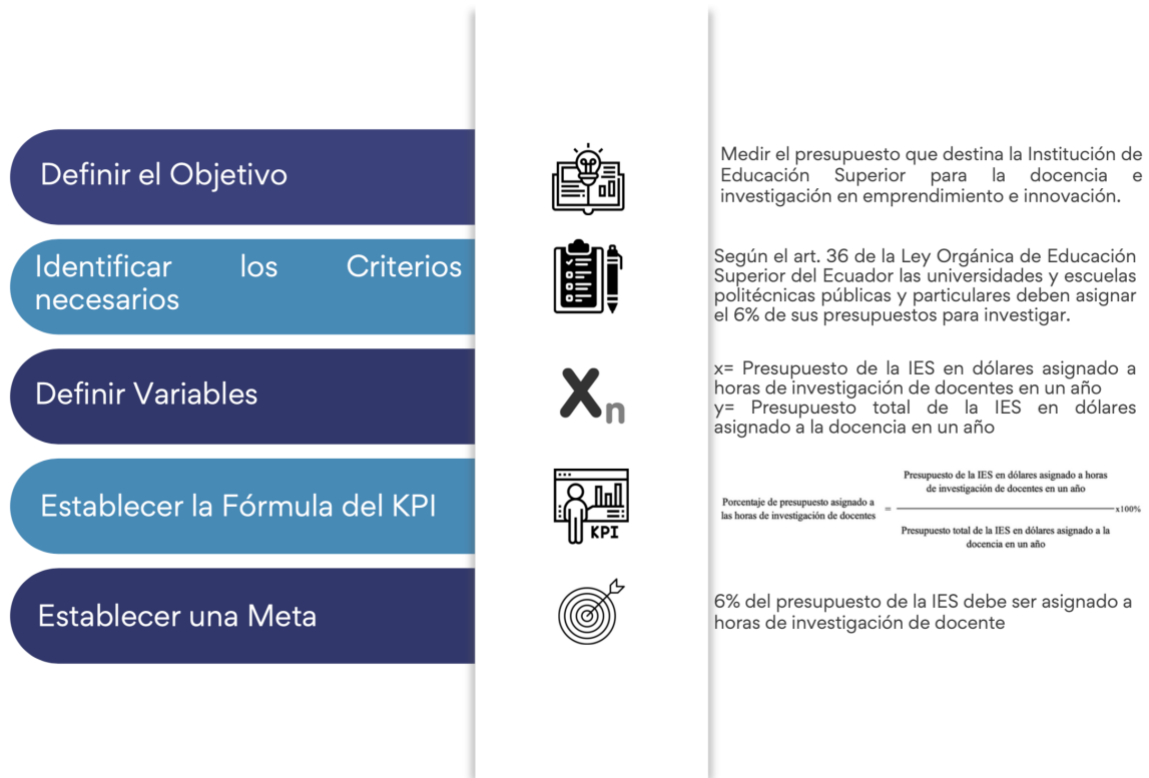 Definir el Objetivo
Medir el presupuesto que destina la Institución de
Educación Superior para la docencia e
investigación en emprendimiento e innovación.
Identificar los Criterios
necesarios
Según el art. 36 de la Ley Orgánica de Educación
Superior del Ecuador las universidades y escuelas
politécnicas públicas y particulares deben asignar
el 6% de sus presupuestos para investigar.
Definir Variables
Xn
x= Presupuesto de la IES en dólares asignado a
horas de investigación de docentes en un año
y= Presupuesto total de la IES en dólares
asignado a la docencia en un año
Establecer la Fórmula del KPI
KPI
Porcentaje de presupuesto asignado a
las horas de investigación de docentes
=
Presupuesto de la IES en dólares asignado a horas
de investigación de docentes en un año
x100%
Presupuesto total de la IES en dólares asignado a la
docencia en un año
Establecer una Meta
6% del presupuesto de la IES debe ser asignado a
horas de investigación de docente